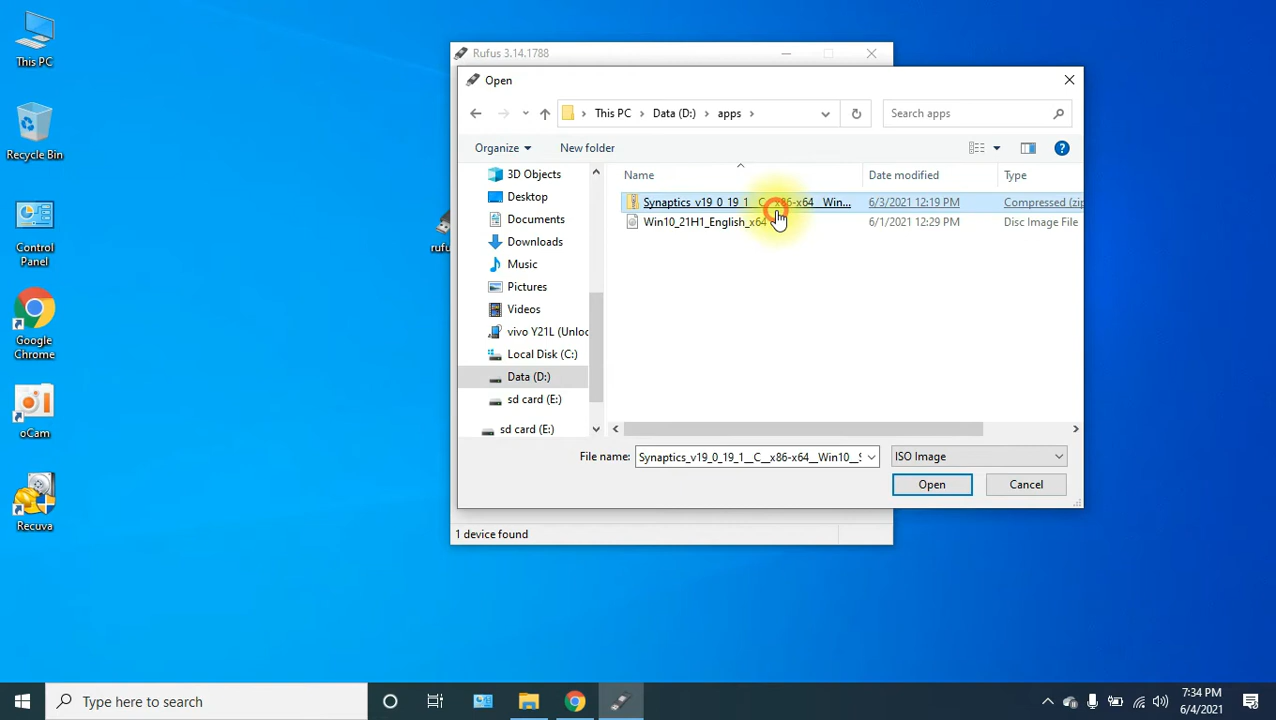 This PC
Recycle Bin
Control
Panel
Google
Chrome
oCam
Recuva
Rufus 3.14.1788
Open
This PC
Data (D:)
apps
Search apps
Organize
New folder
3D Objects
Desktop
Documents
Downloads
Music
Pictures
Videos
vivo Y21L (Unloc
Local Disk (C:)
Data (D:)
sd card (E:)
sd card (E:)
Name
Date modified
Type
Synaptics_v19_0_19_1__C__x86-x64__Win...
6/3/2021 12:19 PM
Compressed (zip
Win10_21H1_English_x64
6/1/2021 12:29 PM
Disc Image File
rufu
File name:
Synaptics_v19_0_19_1__C__x86-x64__Win10__S
ISO Image
Open
Cancel
1 device found
Type here to search
7:34 PM
6/4/2021